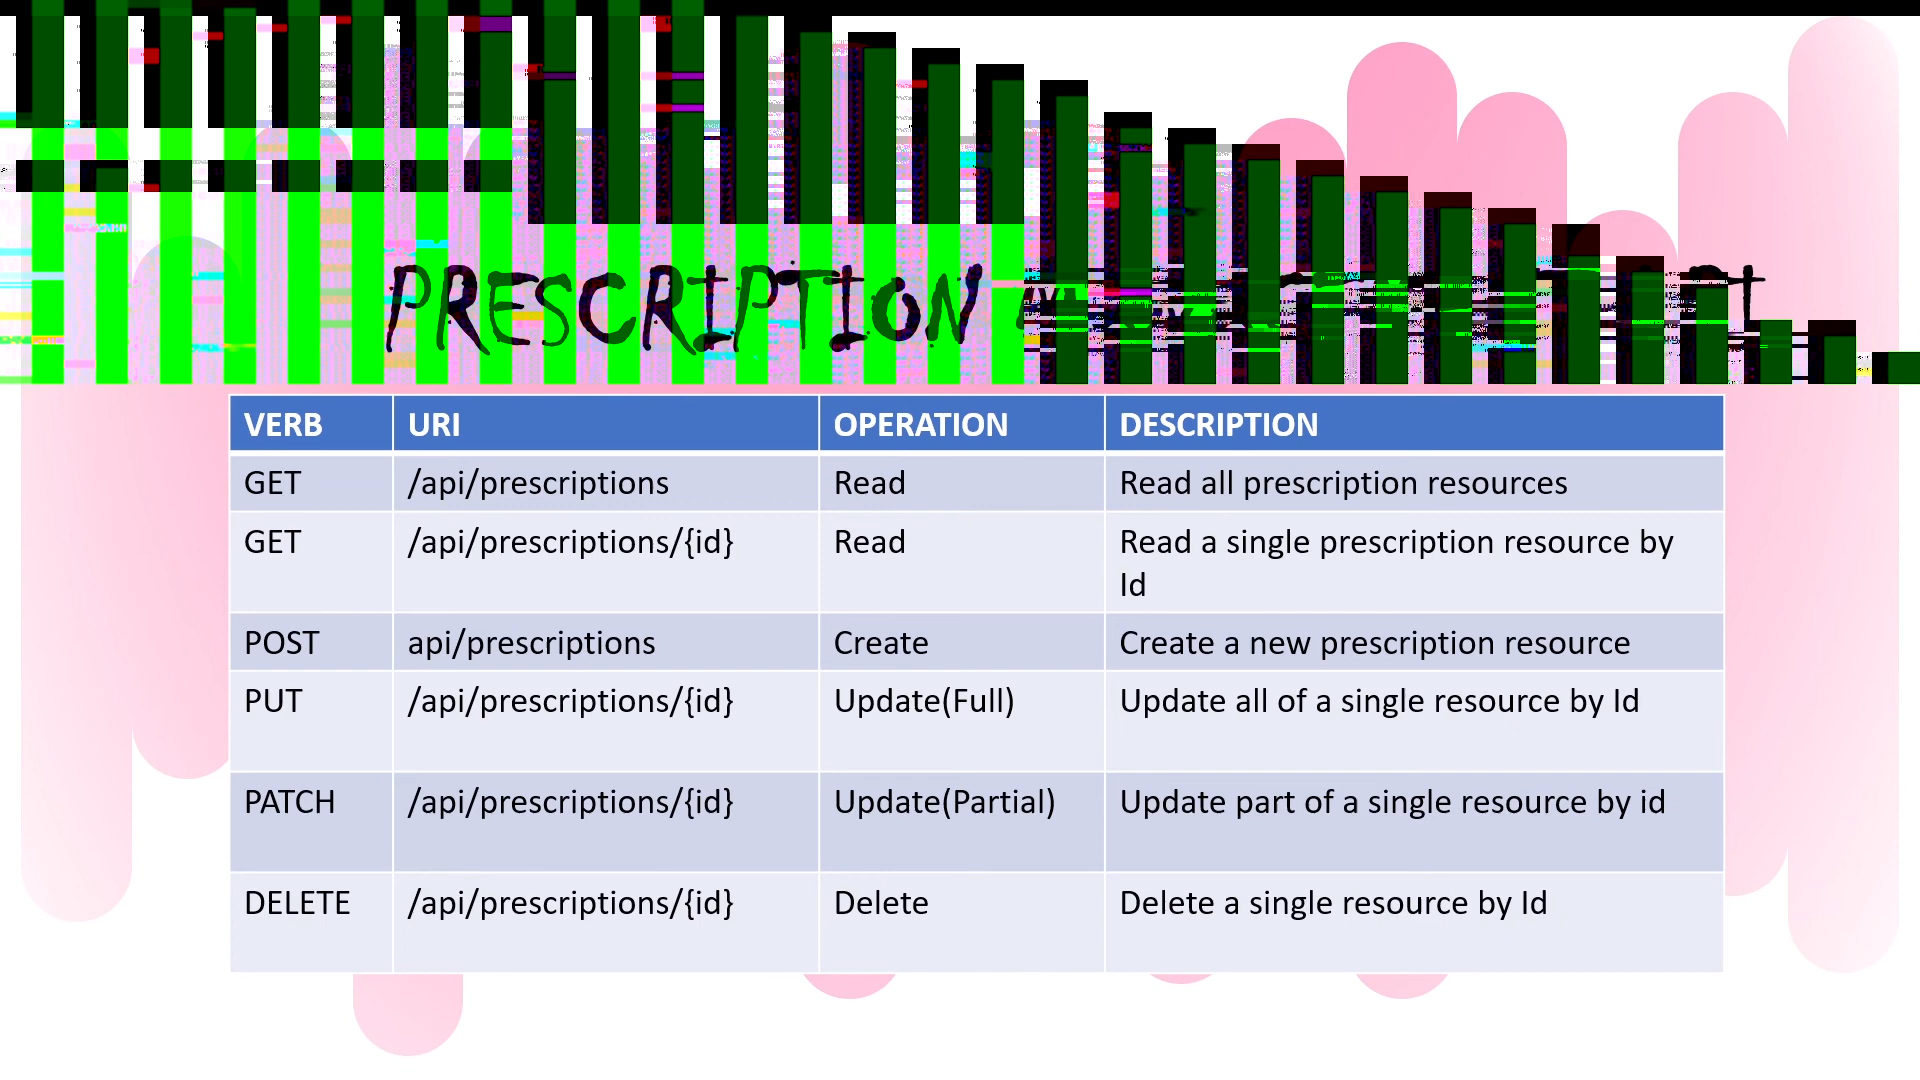 PRESCRIPTION
VERB URI OPERATION DESCRIPTION
GET /api/prescriptions Read Read all prescription resources
GET /api/prescriptions/{id} Read Read a single prescription resource by
Id
POST api/prescriptions Create Create a new prescription resource
PUT /api/prescriptions/{id} Update(Full) Update all of a single resource by Id
PATCH /api/prescriptions/{id} Update(Partial) Update part of a single resource by id
DELETE /api/prescriptions/{id} Delete Delete a single resource by Id